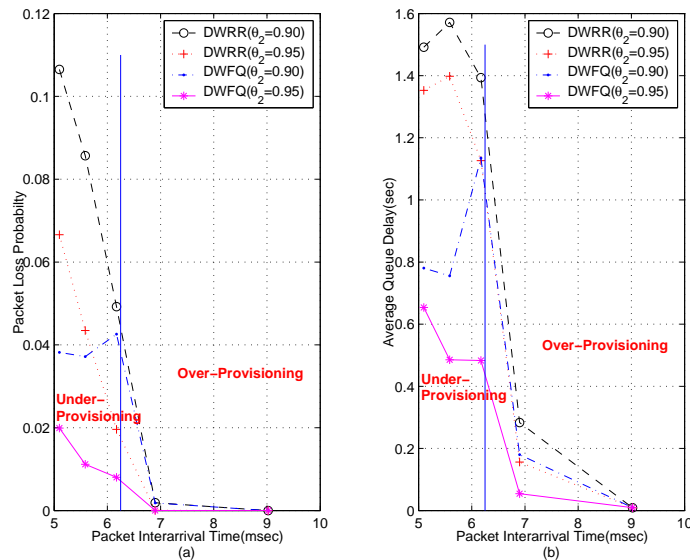 0.12
0.1
0.08
0.06
0.04
0.02
0
5
6
7
8
9
10
Packet Loss Probabilty
Packet Interarrival Time(msec)
(a)
DWRR(θ2=0.90)
DWRR(θ2=0.95)
DWFQ(θ2=0.90)
DWFQ(θ2=0.95)
Over−Provisioning
Under−
Provisioning
1.6
1.4
1.2
1
0.8
0.6
0.4
0.2
0
5
6
7
8
9
10
Average Queue Delay(sec)
Packet Interarrival Time(msec)
(b)
DWRR(θ2=0.90)
DWRR(θ2=0.95)
DWFQ(θ2=0.90)
DWFQ(θ2=0.95)
Over−Provisioning
Under−
Provisioning